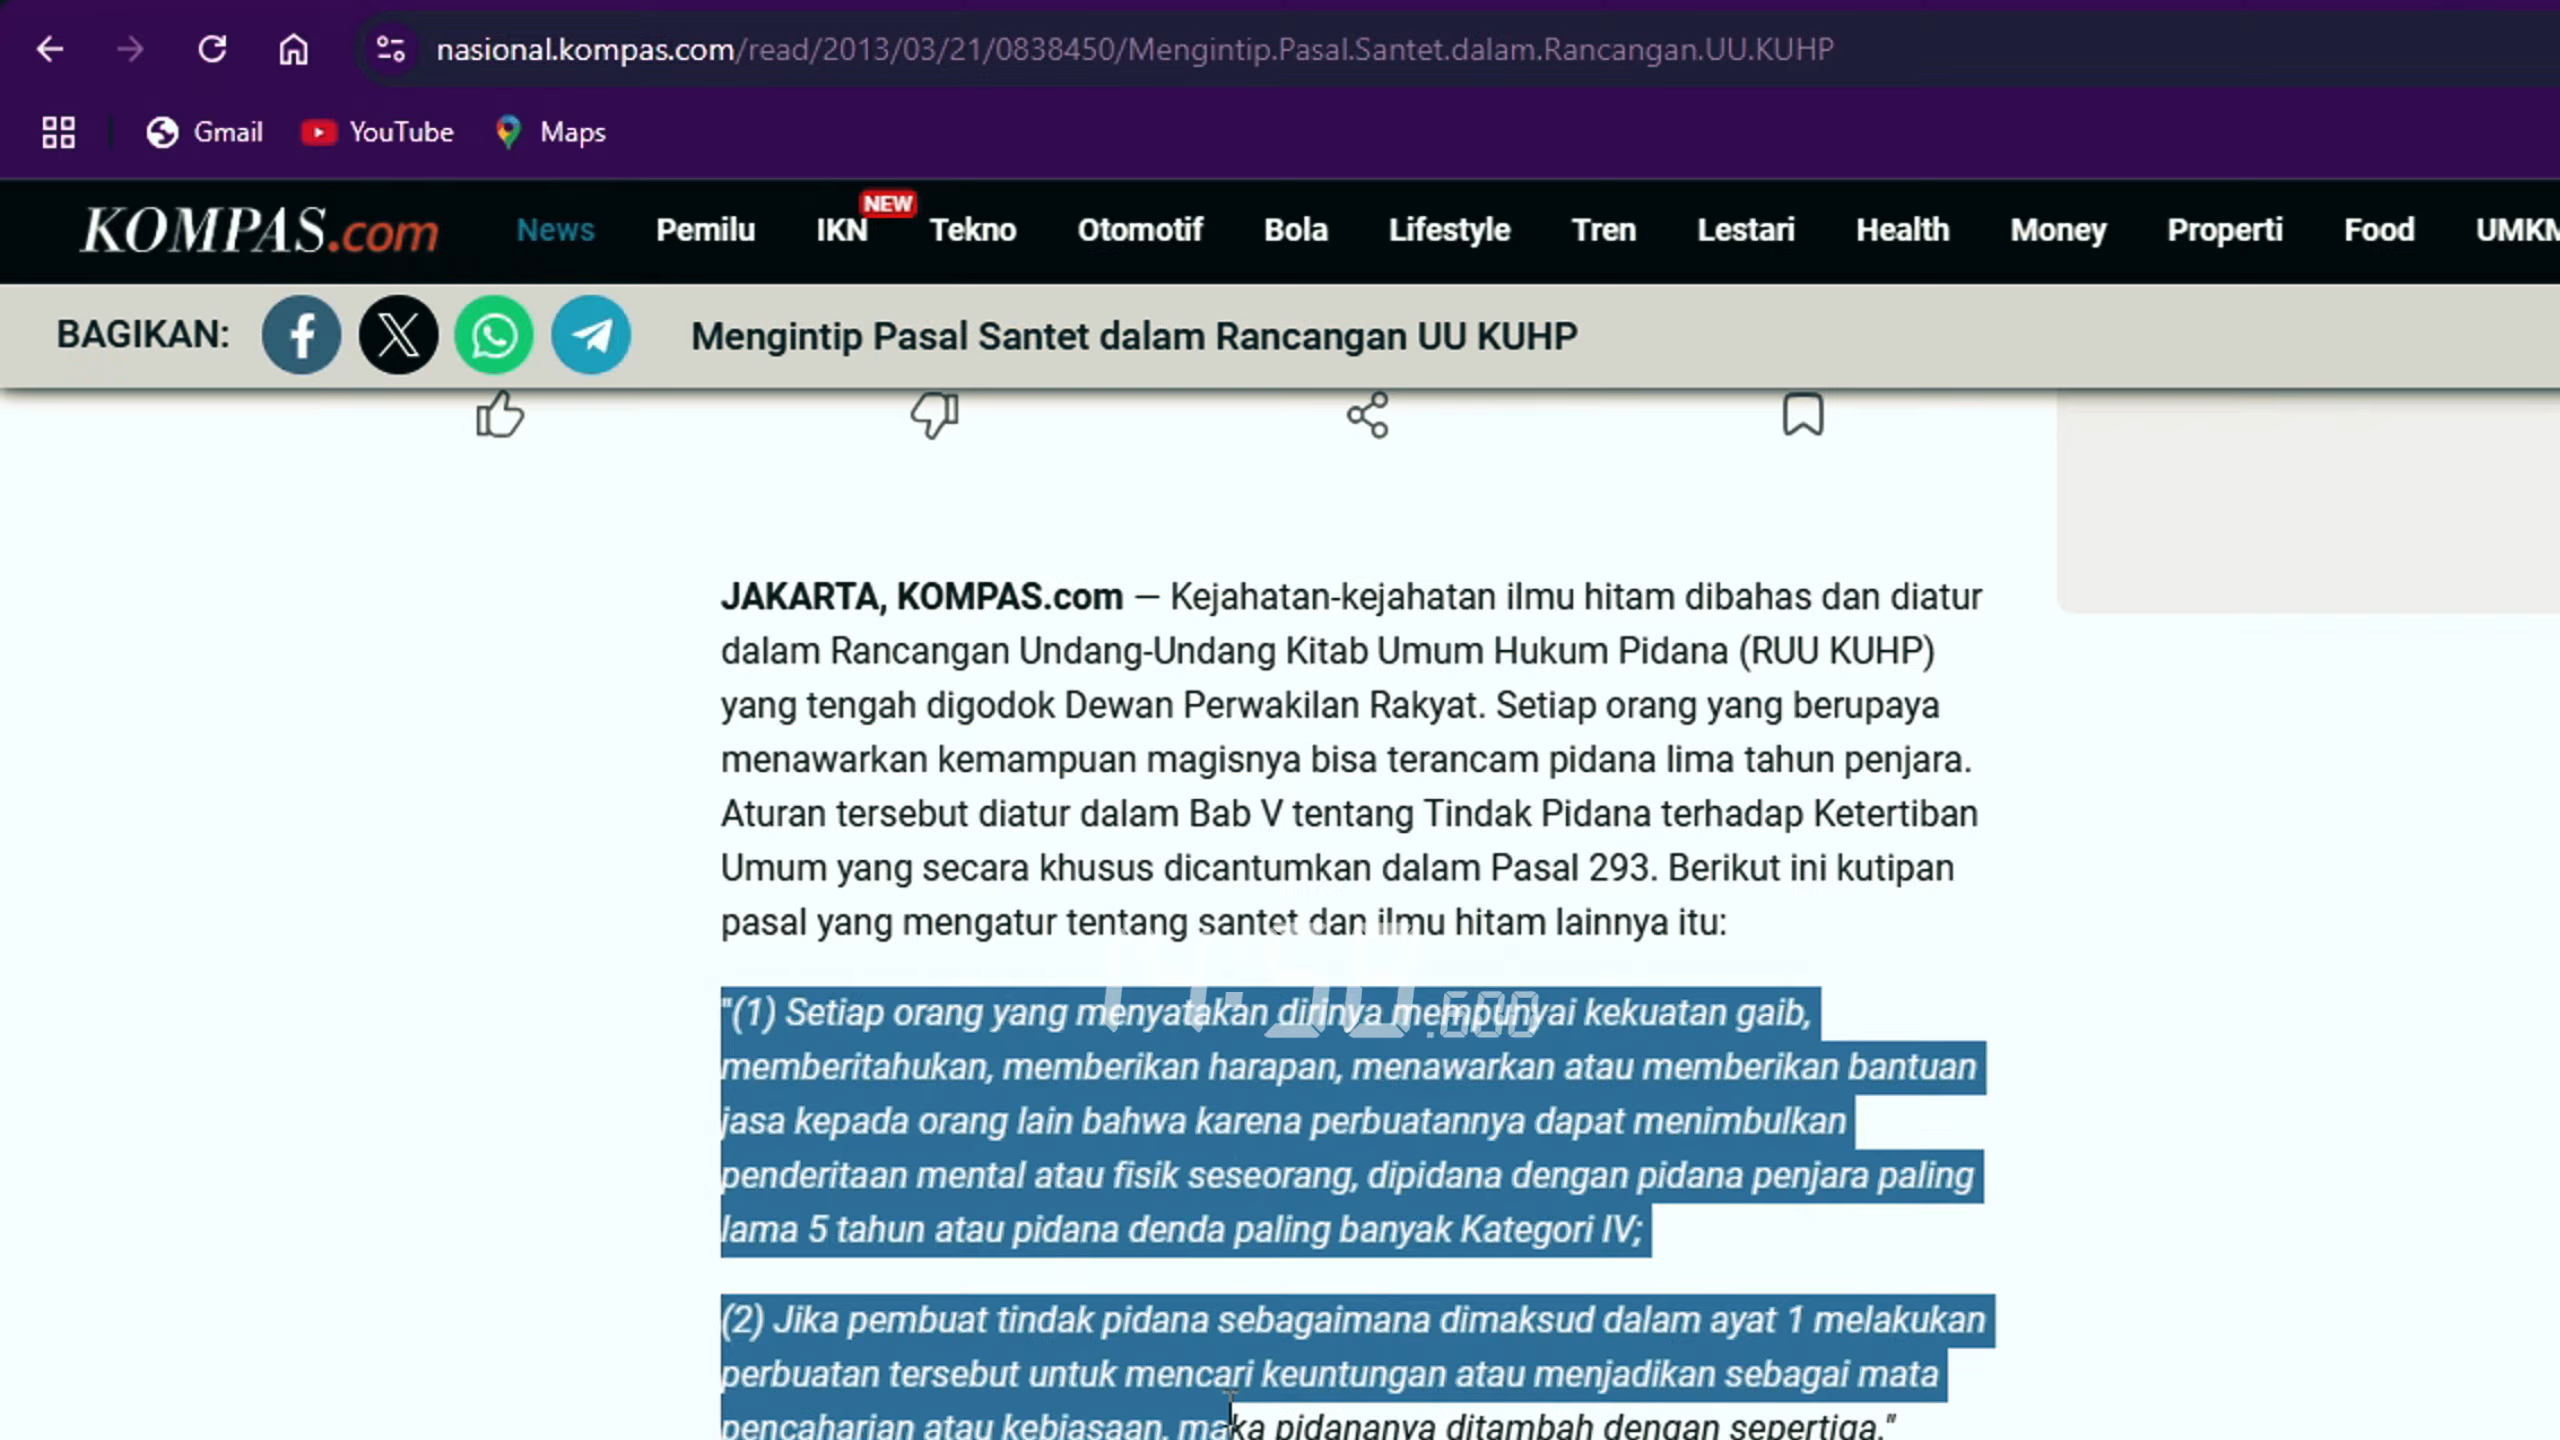 nasional.kompas.com/read/2013/03/21/0838450/Mengintip.Pasal.Santet.dalam.Rancangan.UU.KUHP
Gmail YouTube Maps
KOMPAS.com News Pemilu IKN NEW Tekno Otomotif Bola Lifestyle Tren Lestari Health Money Properti Food UMKM
BAGIKAN: Mengintip Pasal Santet dalam Rancangan UU KUHP
JAKARTA, KOMPAS.com — Kejahatan-kejahatan ilmu hitam dibahas dan diatur
dalam Rancangan Undang-Undang Kitab Umum Hukum Pidana (RUU KUHP)
yang tengah digodok Dewan Perwakilan Rakyat. Setiap orang yang berupaya
menawarkan kemampuan magisnya bisa terancam pidana lima tahun penjara.
Aturan tersebut diatur dalam Bab V tentang Tindak Pidana terhadap Ketertiban
Umum yang secara khusus dicantumkan dalam Pasal 293. Berikut ini kutipan
pasal yang mengatur tentang santet dan ilmu hitam lainnya itu:
"(1) Setiap orang yang menyatakan dirinya mempunyai kekuatan gaib,
memberitahukan, memberikan harapan, menawarkan atau memberikan bantuan
jasa kepada orang lain bahwa karena perbuatannya dapat menimbulkan
penderitaan mental atau fisik seseorang, dipidana dengan pidana penjara paling
lama 5 tahun atau pidana denda paling banyak Kategori IV;
(2) Jika pembuat tindak pidana sebagaimana dimaksud dalam ayat 1 melakukan
perbuatan tersebut untuk mencari keuntungan atau menjadikan sebagai mata
pencaharian atau kebiasaan, maka pidananya ditambah dengan sepertiga."